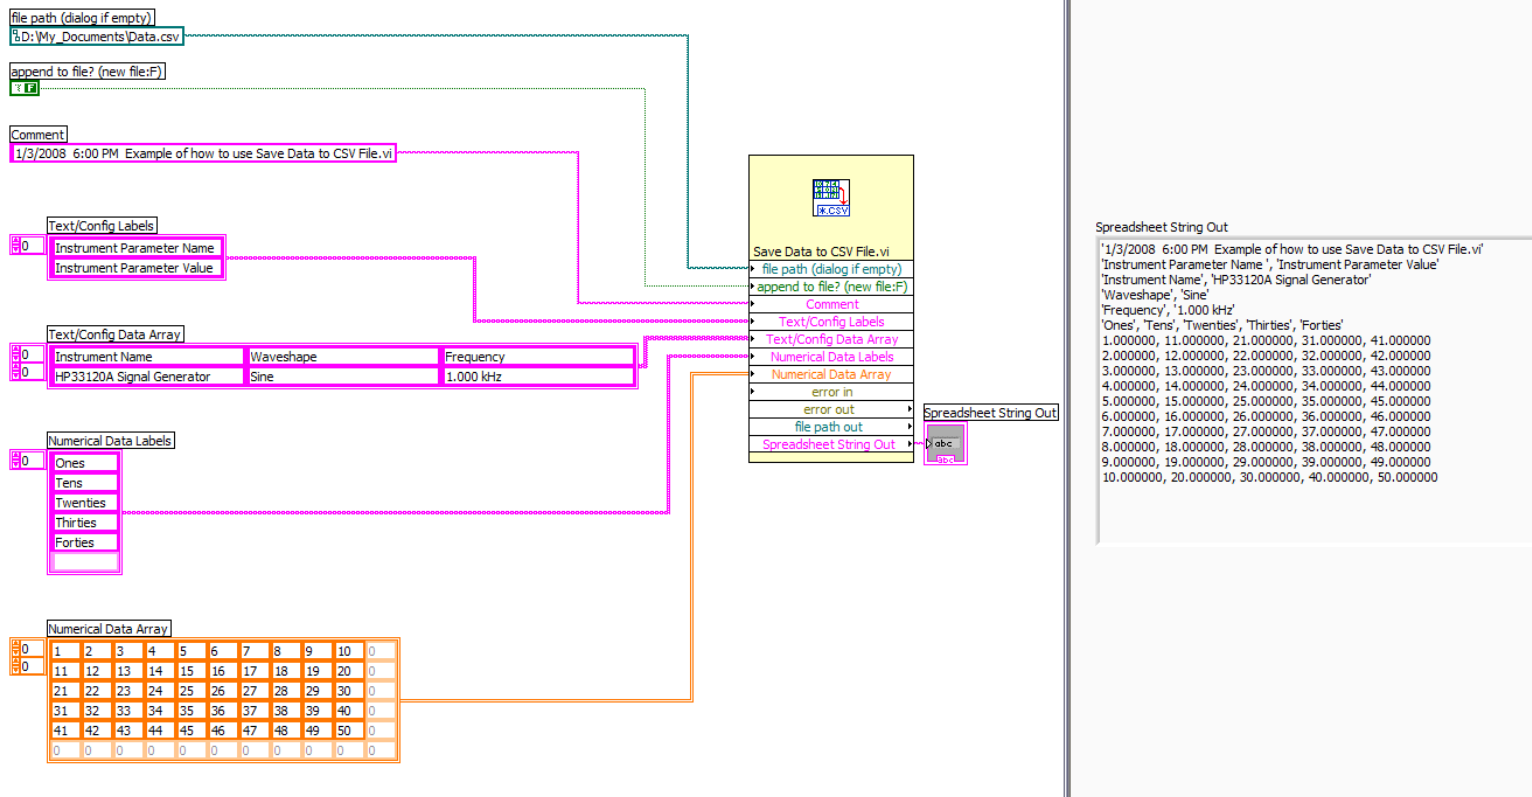 file path (dialog if empty)
D:\My_Documents\Data.csv
append to file? (new file:F)
F
Comment
1/3/2008  6:00 PM  Example of how to use Save Data to CSV File.vi
Text/Config Labels
0
Instrument Parameter Name
Instrument Parameter Value
Text/Config Data Array
0
0
Instrument Name Waveshape Frequency
HP33120A Signal Generator Sine 1.000 kHz
Numerical Data Labels
0
Ones
Tens
Twenties
Thirties
Forties
Numerical Data Array
0
0
1 2 3 4 5 6 7 8 9 10 0
11 12 13 14 15 16 17 18 19 20 0
21 22 23 24 25 26 27 28 29 30 0
31 32 33 34 35 36 37 38 39 40 0
41 42 43 44 45 46 47 48 49 50 0
0 0 0 0 0 0 0 0 0 0 0
*.CSV
Save Data to CSV File.vi
file path (dialog if empty)
append to file? (new file:F)
Comment
Text/Config Labels
Text/Config Data Array
Numerical Data Labels
Numerical Data Array
error in
error out
file path out
Spreadsheet String Out
Spreadsheet String Out
abc
abc
Spreadsheet String Out
'1/3/2008  6:00 PM  Example of how to use Save Data to CSV File.vi'
'Instrument Parameter Name ', 'Instrument Parameter Value'
'Instrument Name', 'HP33120A Signal Generator'
'Waveshape', 'Sine'
'Frequency', '1.000 kHz'
'Ones', 'Tens', 'Twenties', 'Thirties', 'Forties'
1.000000, 11.000000, 21.000000, 31.000000, 41.000000
2.000000, 12.000000, 22.000000, 32.000000, 42.000000
3.000000, 13.000000, 23.000000, 33.000000, 43.000000
4.000000, 14.000000, 24.000000, 34.000000, 44.000000
5.000000, 15.000000, 25.000000, 35.000000, 45.000000
6.000000, 16.000000, 26.000000, 36.000000, 46.000000
7.000000, 17.000000, 27.000000, 37.000000, 47.000000
8.000000, 18.000000, 28.000000, 38.000000, 48.000000
9.000000, 19.000000, 29.000000, 39.000000, 49.000000
10.000000, 20.000000, 30.000000, 40.000000, 50.000000